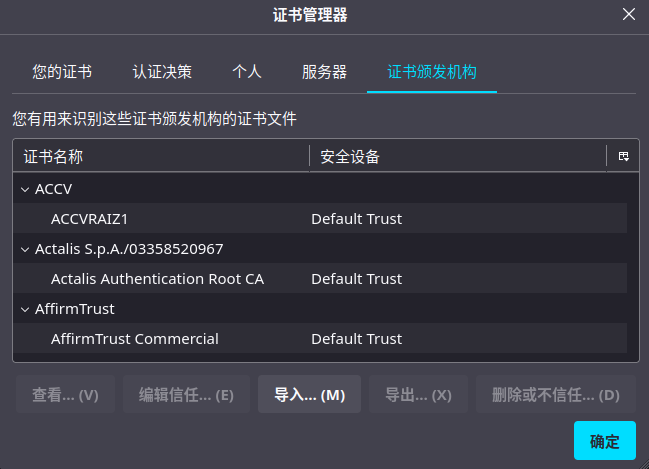 证书管理器
您的证书 认证决策 个人 服务器 证书颁发机构
您有用来识别这些证书颁发机构的证书文件
证书名称 安全设备
ACCV
ACCVRAIZ1 Default Trust
Actalis S.p.A./03358520967
Actalis Authentication Root CA Default Trust
AffirmTrust
AffirmTrust Commercial Default Trust
查看… (V) 编辑信任… (E) 导入… (M) 导出… (X) 删除或不信任… (D)
确定